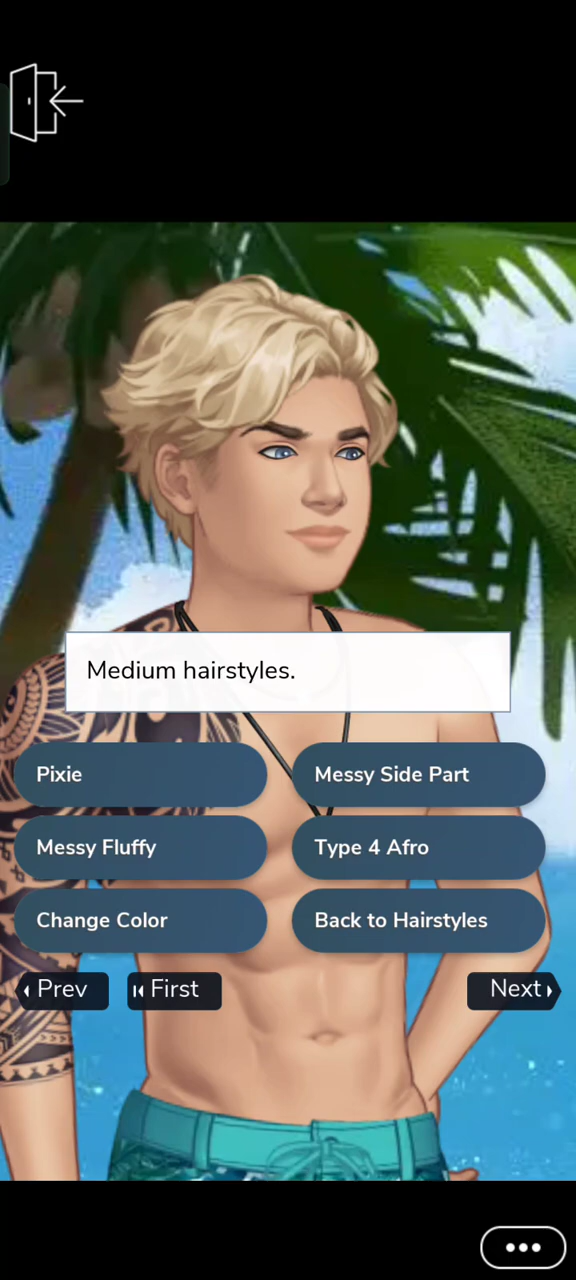 Medium hairstyles.
Pixie
Messy Side Part
Messy Fluffy
Type 4 Afro
Change Color
Back to Hairstyles
Prev
First
Next